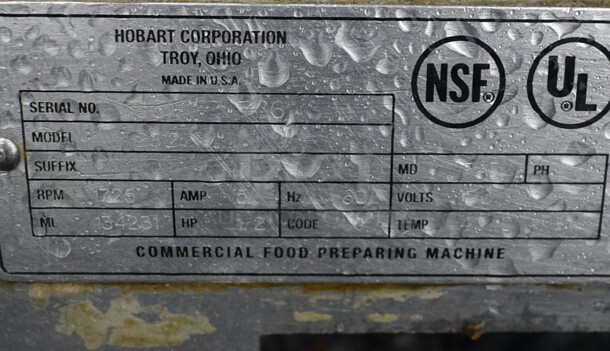 HOBART CORPORATION
TROY, OHIO
MADE IN U.S.A.
NSF®
UL®
SERIAL NO.
MODEL
SUFFIX MD PH
RPM 725 AMP Hz VOLTS
ML HP CODE TEMP
COMMERCIAL FOOD PREPARING MACHINE